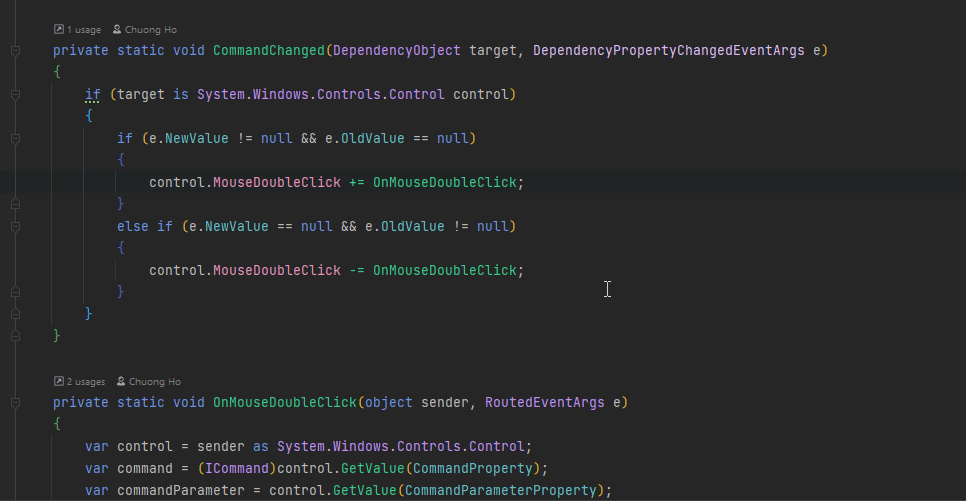 1 usage Chuong Ho
private static void CommandChanged(DependencyObject target, DependencyPropertyChangedEventArgs e)
{
if (target is System.Windows.Controls.Control control)
{
if (e.NewValue != null && e.OldValue == null)
{
control.MouseDoubleClick += OnMouseDoubleClick;
}
else if (e.NewValue == null && e.OldValue != null)
{
control.MouseDoubleClick -= OnMouseDoubleClick;
}
}
}
2 usages Chuong Ho
private static void OnMouseDoubleClick(object sender, RoutedEventArgs e)
{
var control = sender as System.Windows.Controls.Control;
var command = (ICommand)control.GetValue(CommandProperty);
var commandParameter = control.GetValue(CommandParameterProperty);